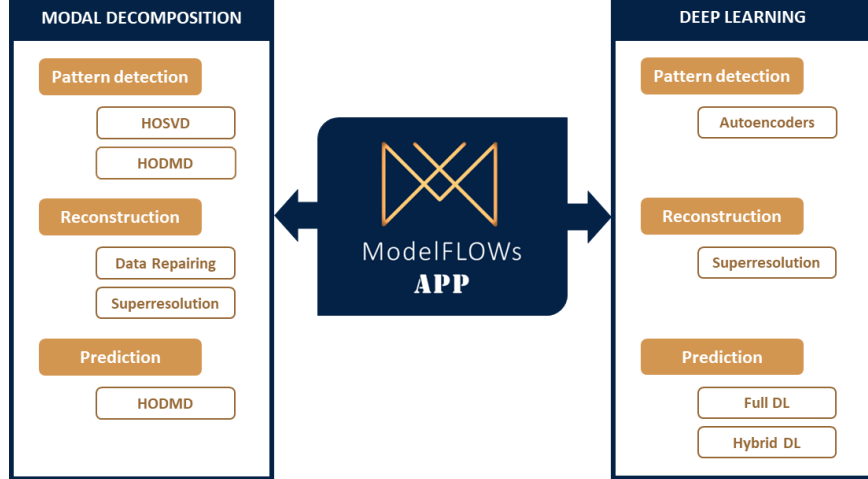 MODAL DECOMPOSITION
Pattern detection
HOSVD
HODMD
Reconstruction
Data Repairing
Superresolution
Prediction
HODMD
ModelFLOWs
APP
DEEP LEARNING
Pattern detection
Autoencoders
Reconstruction
Superresolution
Prediction
Full DL
Hybrid DL